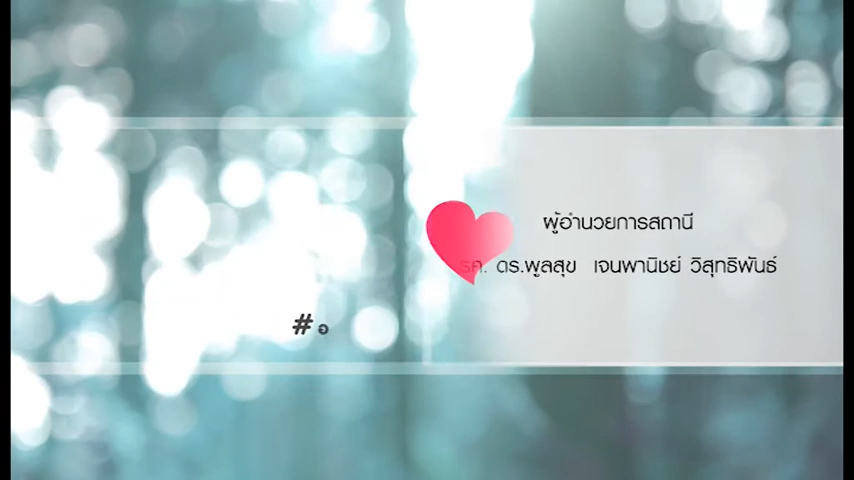 ผู้อำนวยการสถานี
รศ. ดร.พูลสุข เจนพานิชย์ วิสุทธิพันธ์
#อ